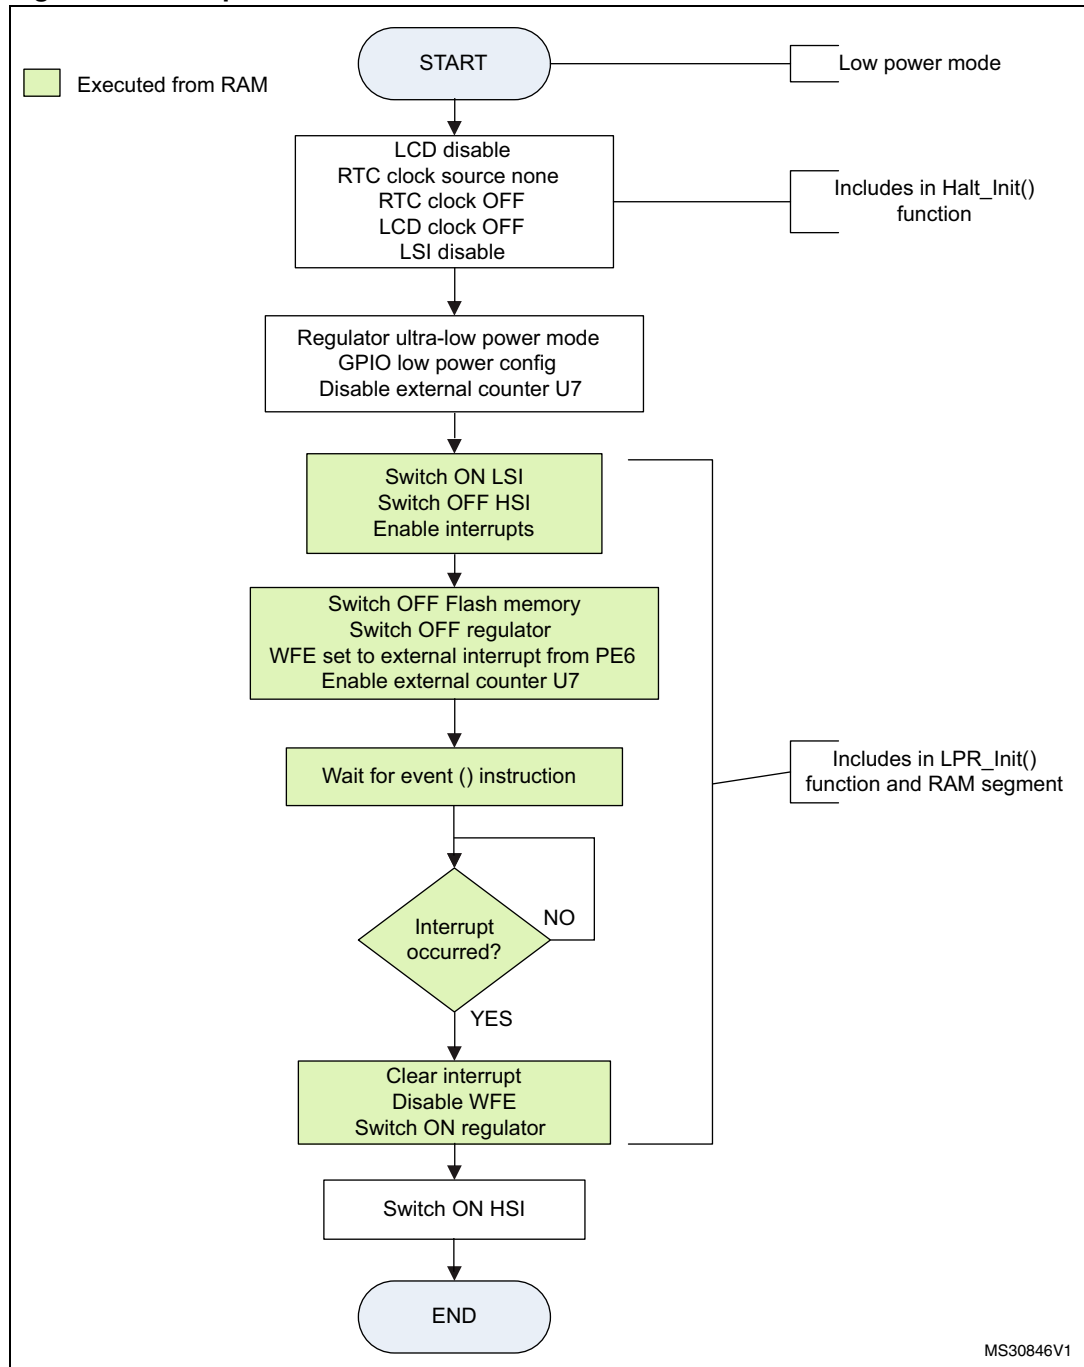 START
Low power mode
Executed from RAM
LCD disable
RTC clock source none
RTC clock OFF
LCD clock OFF
LSI disable
Includes in Halt_Init()
function
Regulator ultra-low power mode
GPIO low power config
Disable external counter U7
Switch ON LSI
Switch OFF HSI
Enable interrupts
Switch OFF Flash memory
Switch OFF regulator
WFE set to external interrupt from PE6
Enable external counter U7
Wait for event () instruction
Includes in LPR_Init()
function and RAM segment
Interrupt
occurred?
NO
YES
Clear interrupt
Disable WFE
Switch ON regulator
Switch ON HSI
END
MS30846V1